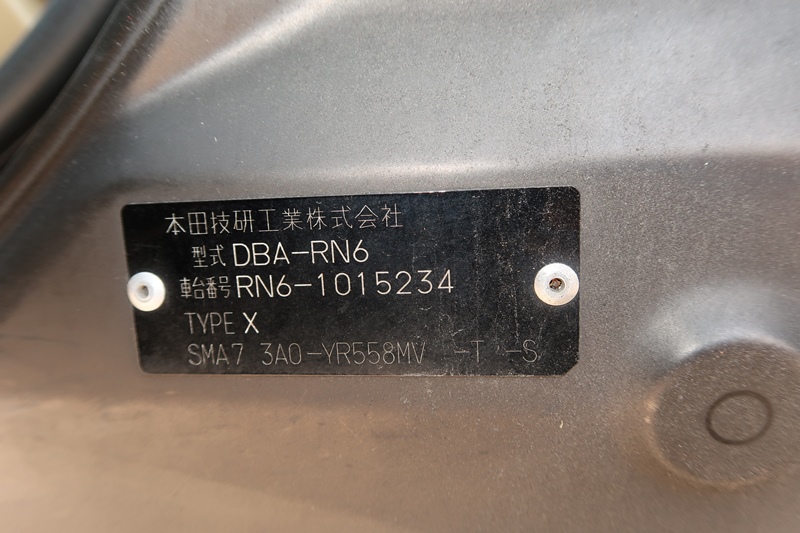 本田技研工業株式会社
型式 DBA-RN6
車台番号 RN6-1015234
TYPE X
SMA7 3A0-YR558MV -T -S